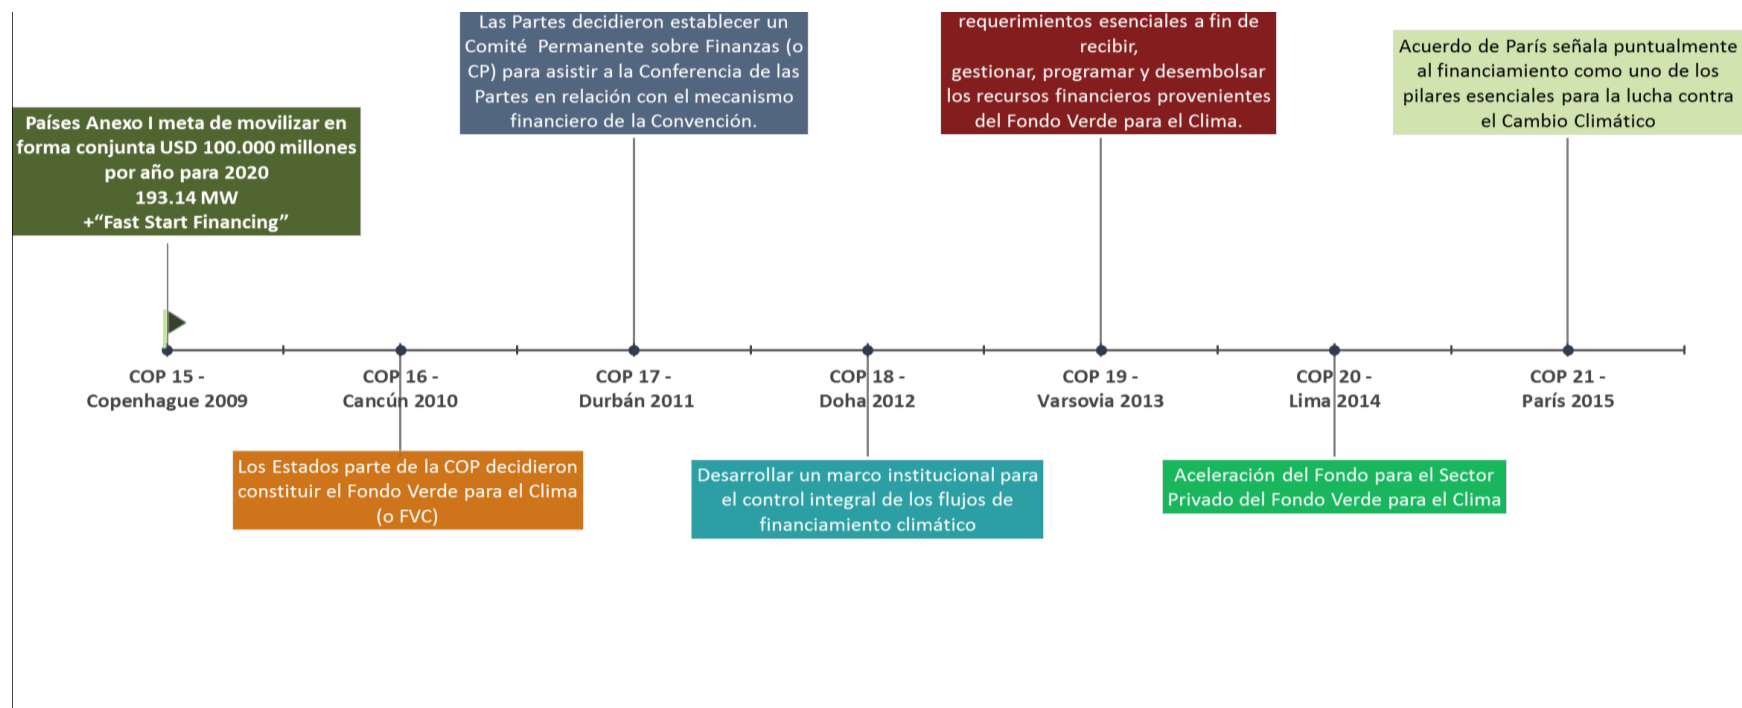 Países Anexo I meta de movilizar en
forma conjunta USD 100.000 millones
por año para 2020
193.14 MW
+“Fast Start Financing”
Las Partes decidieron establecer un
Comité Permanente sobre Finanzas (o
CP) para asistir a la Conferencia de las
Partes en relación con el mecanismo
financiero de la Convención.
requerimientos esenciales a fin de
recibir,
gestionar, programar y desembolsar
los recursos financieros provenientes
del Fondo Verde para el Clima.
Acuerdo de París señala puntualmente
al financiamiento como uno de los
pilares esenciales para la lucha contra
el Cambio Climático
COP 15 -
Copenhague 2009
COP 16 -
Cancún 2010
COP 17 -
Durbán 2011
COP 18 -
Doha 2012
COP 19 -
Varsovia 2013
COP 20 -
Lima 2014
COP 21 -
París 2015
Los Estados parte de la COP decidieron
constituir el Fondo Verde para el Clima
(o FVC)
Desarrollar un marco institucional para
el control integral de los flujos de
financiamiento climático
Aceleración del Fondo para el Sector
Privado del Fondo Verde para el Clima